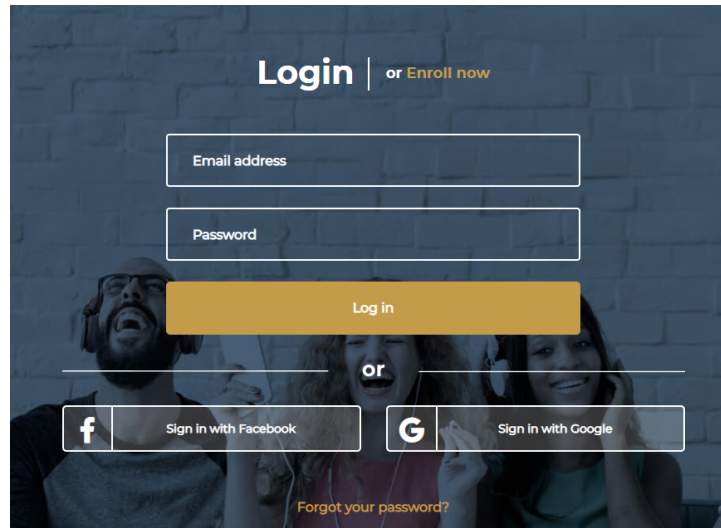 Login | or Enroll now
Email address
Password
Log in
or
f Sign in with Facebook G Sign in with Google
Forgot your password?